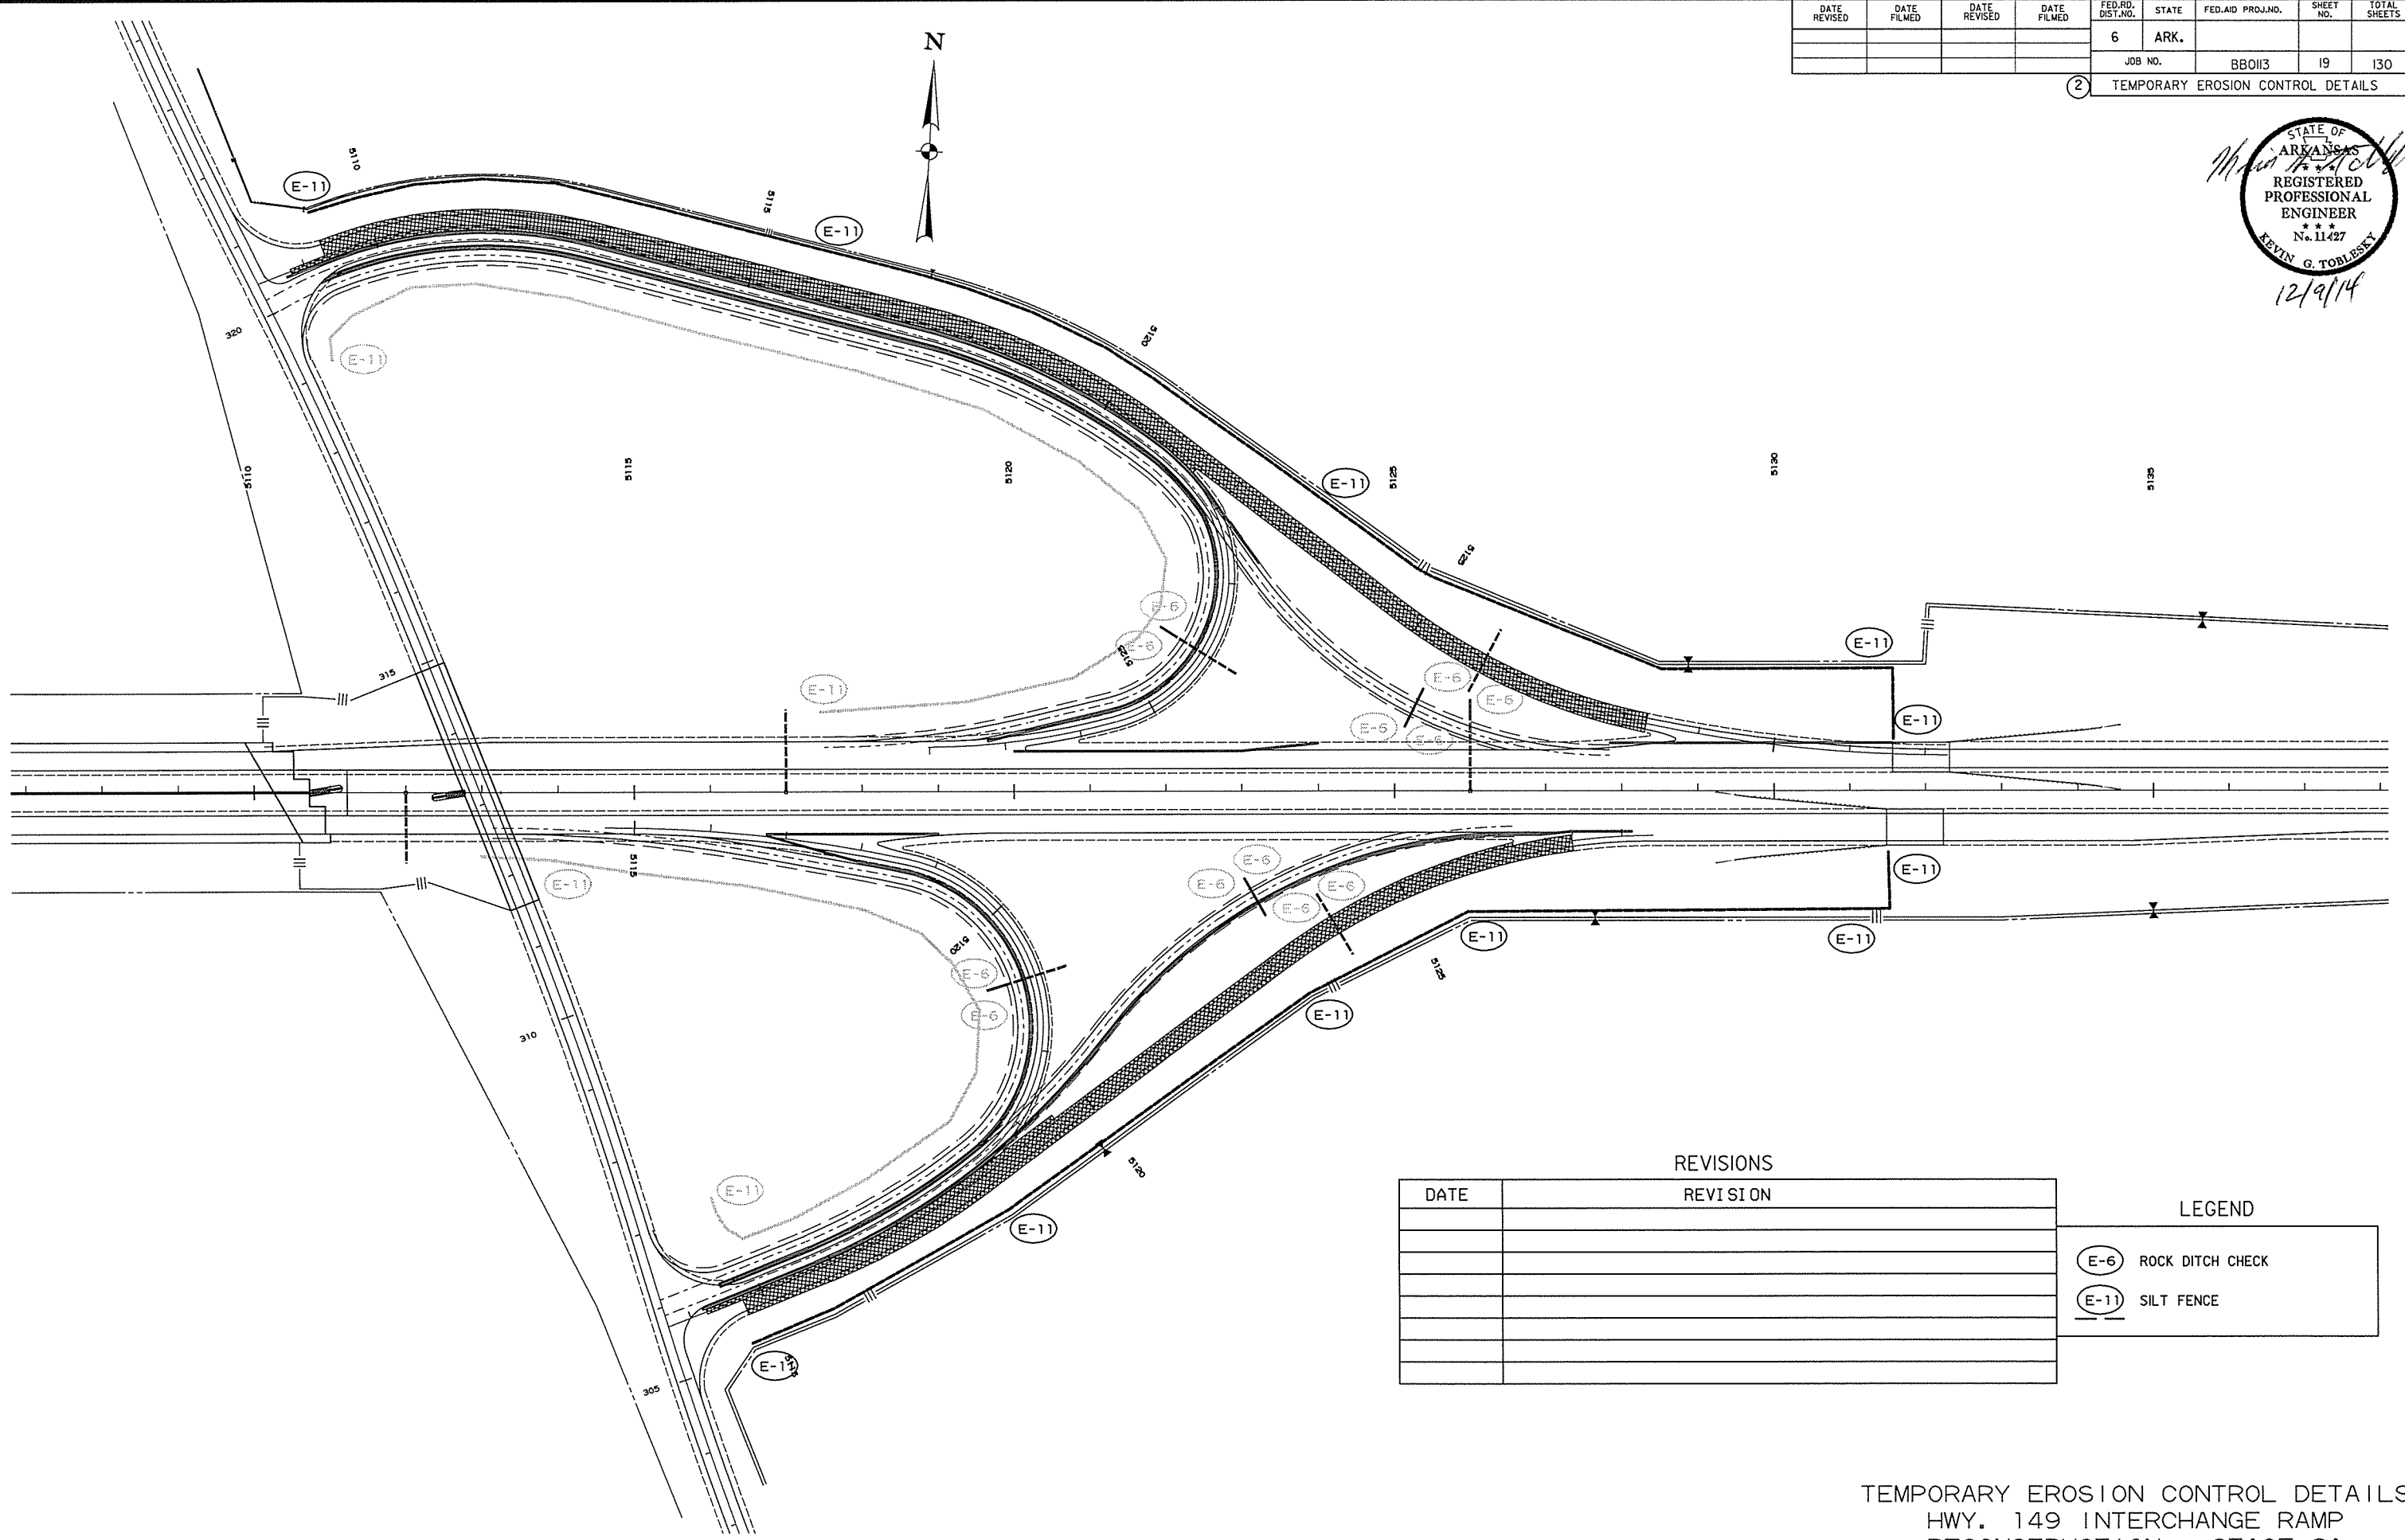 DATE REVISED
DATE FILMED
DATE REVISED
DATE FILMED
FED.RD. DIST.NO.
STATE
FED.AID PROJ.NO.
SHEET NO.
TOTAL SHEETS
6
ARK.
JOB NO.
BB0113
19
130
2
TEMPORARY EROSION CONTROL DETAILS
STATE OF
ARKANSAS
* * *
REGISTERED
PROFESSIONAL
ENGINEER
* * *
No. 11427
KEVIN G. TOBLESKY
12/9/14
N
5110
E-11
5115
E-11
320
E-11
5120
5110
5115
5120
E-11
5125
5130
5135
5125
E-6
E-6
5125
E-11
315
E-11
E-6
E-6
E-6
E-6
E-11
5115
E-11
E-6
E-6
E-6
E-6
E-11
5120
E-6
E-6
E-11
E-11
5125
E-11
310
E-11
5120
E-11
E-11
305
REVISIONS
DATE
REVISION
LEGEND
E-6 ROCK DITCH CHECK
E-11 SILT FENCE
TEMPORARY EROSION CONTROL DETAILS
HWY. 149 INTERCHANGE RAMP